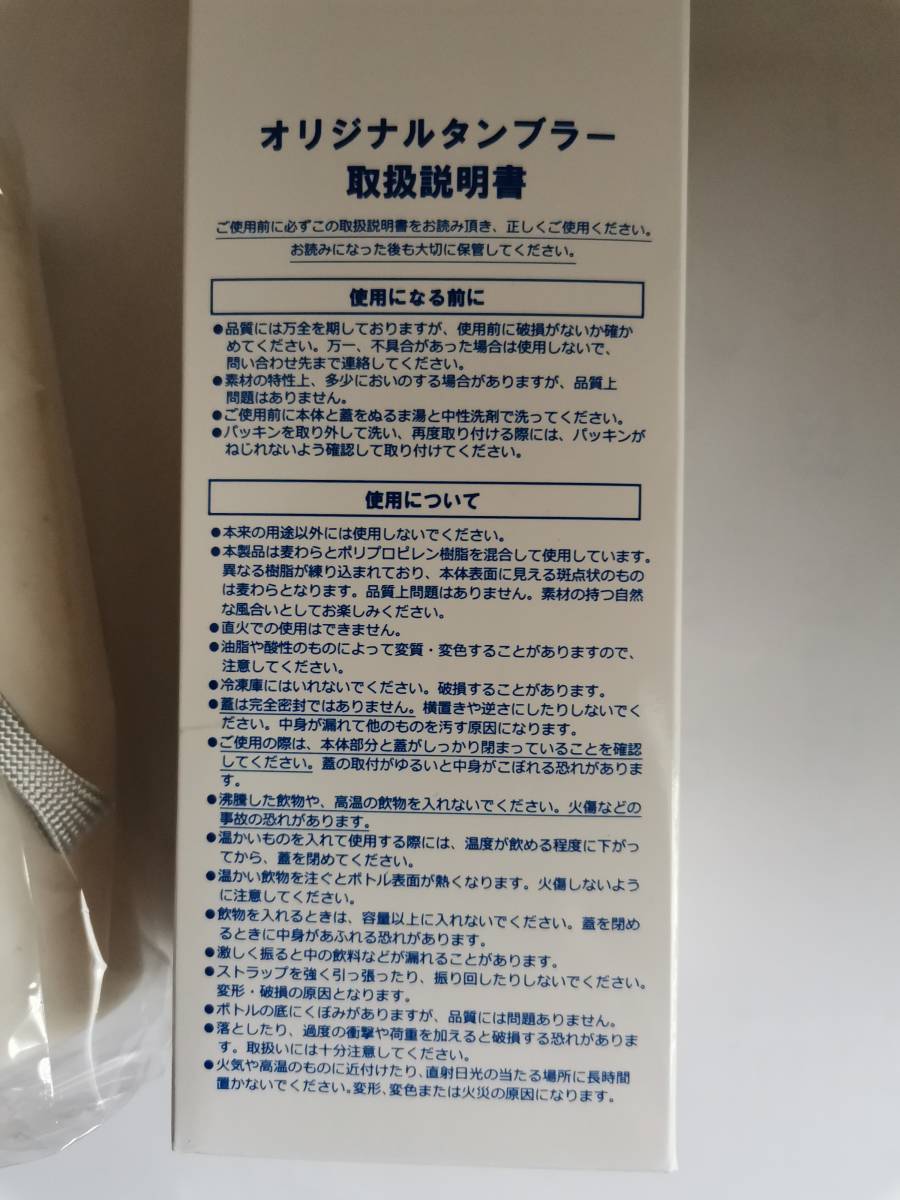 オリジナルタンブラー
取扱説明書
ご使用前に必ずこの取扱説明書をお読み頂き、正しくご使用ください。
お読みになった後も大切に保管してください。
使用になる前に
●品質には万全を期しておりますが、使用前に破損がないか確か
めてください。万一、不具合があった場合は使用しないで、
問い合わせ先まで連絡してください。
●素材の特性上、多少においのする場合がありますが、品質上
問題はありません。
●ご使用前に本体と蓋をぬるま湯と中性洗剤で洗ってください。
●パッキンを取り外して洗い、再度取り付ける際には、パッキンが
ねじれないよう確認して取り付けてください。
使用について
●本来の用途以外には使用しないでください。
●本製品は麦わらとポリプロピレン樹脂を混合して使用しています。
異なる樹脂が練り込まれており、本体表面に見える斑点状のもの
は麦わらとなります。品質上問題はありません。素材の持つ自然
な風合いとしてお楽しみください。
●直火での使用はできません。
●油脂や酸性のものによって変質・変色することがありますので、
注意してください。
●冷凍庫にはいれないでください。破損することがあります。
●蓋は完全密封ではありません。横置きや逆さにしたりしないでく
ださい。中身が漏れて他のものを汚す原因になります。
●ご使用の際は、本体部分と蓋がしっかり閉まっていることを確認
してください。蓋の取付がゆるいと中身がこぼれる恐れがありま
す。
●沸騰した飲物や、高温の飲物を入れないでください。火傷などの
事故の恐れがあります。
●温かいものを入れて使用する際には、温度が飲める程度に下がっ
てから、蓋を閉めてください。
●温かい飲物を注ぐとボトル表面が熱くなります。火傷しないよう
に注意してください。
●飲物を入れるときは、容量以上に入れないでください。蓋を閉め
るときに中身があふれる恐れがあります。
●激しく振ると中の飲料などが漏れることがあります。
●ストラップを強く引っ張ったり、振り回したりしないでください。
変形・破損の原因となります。
●ボトルの底にくぼみがありますが、品質には問題ありません。
●落としたり、過度の衝撃や荷重を加えると破損する恐れがありま
す。取扱いには十分注意してください。
●火気や高温のものに近付けたり、直射日光の当たる場所に長時間
置かないでください。変形、変色または火災の原因になります。